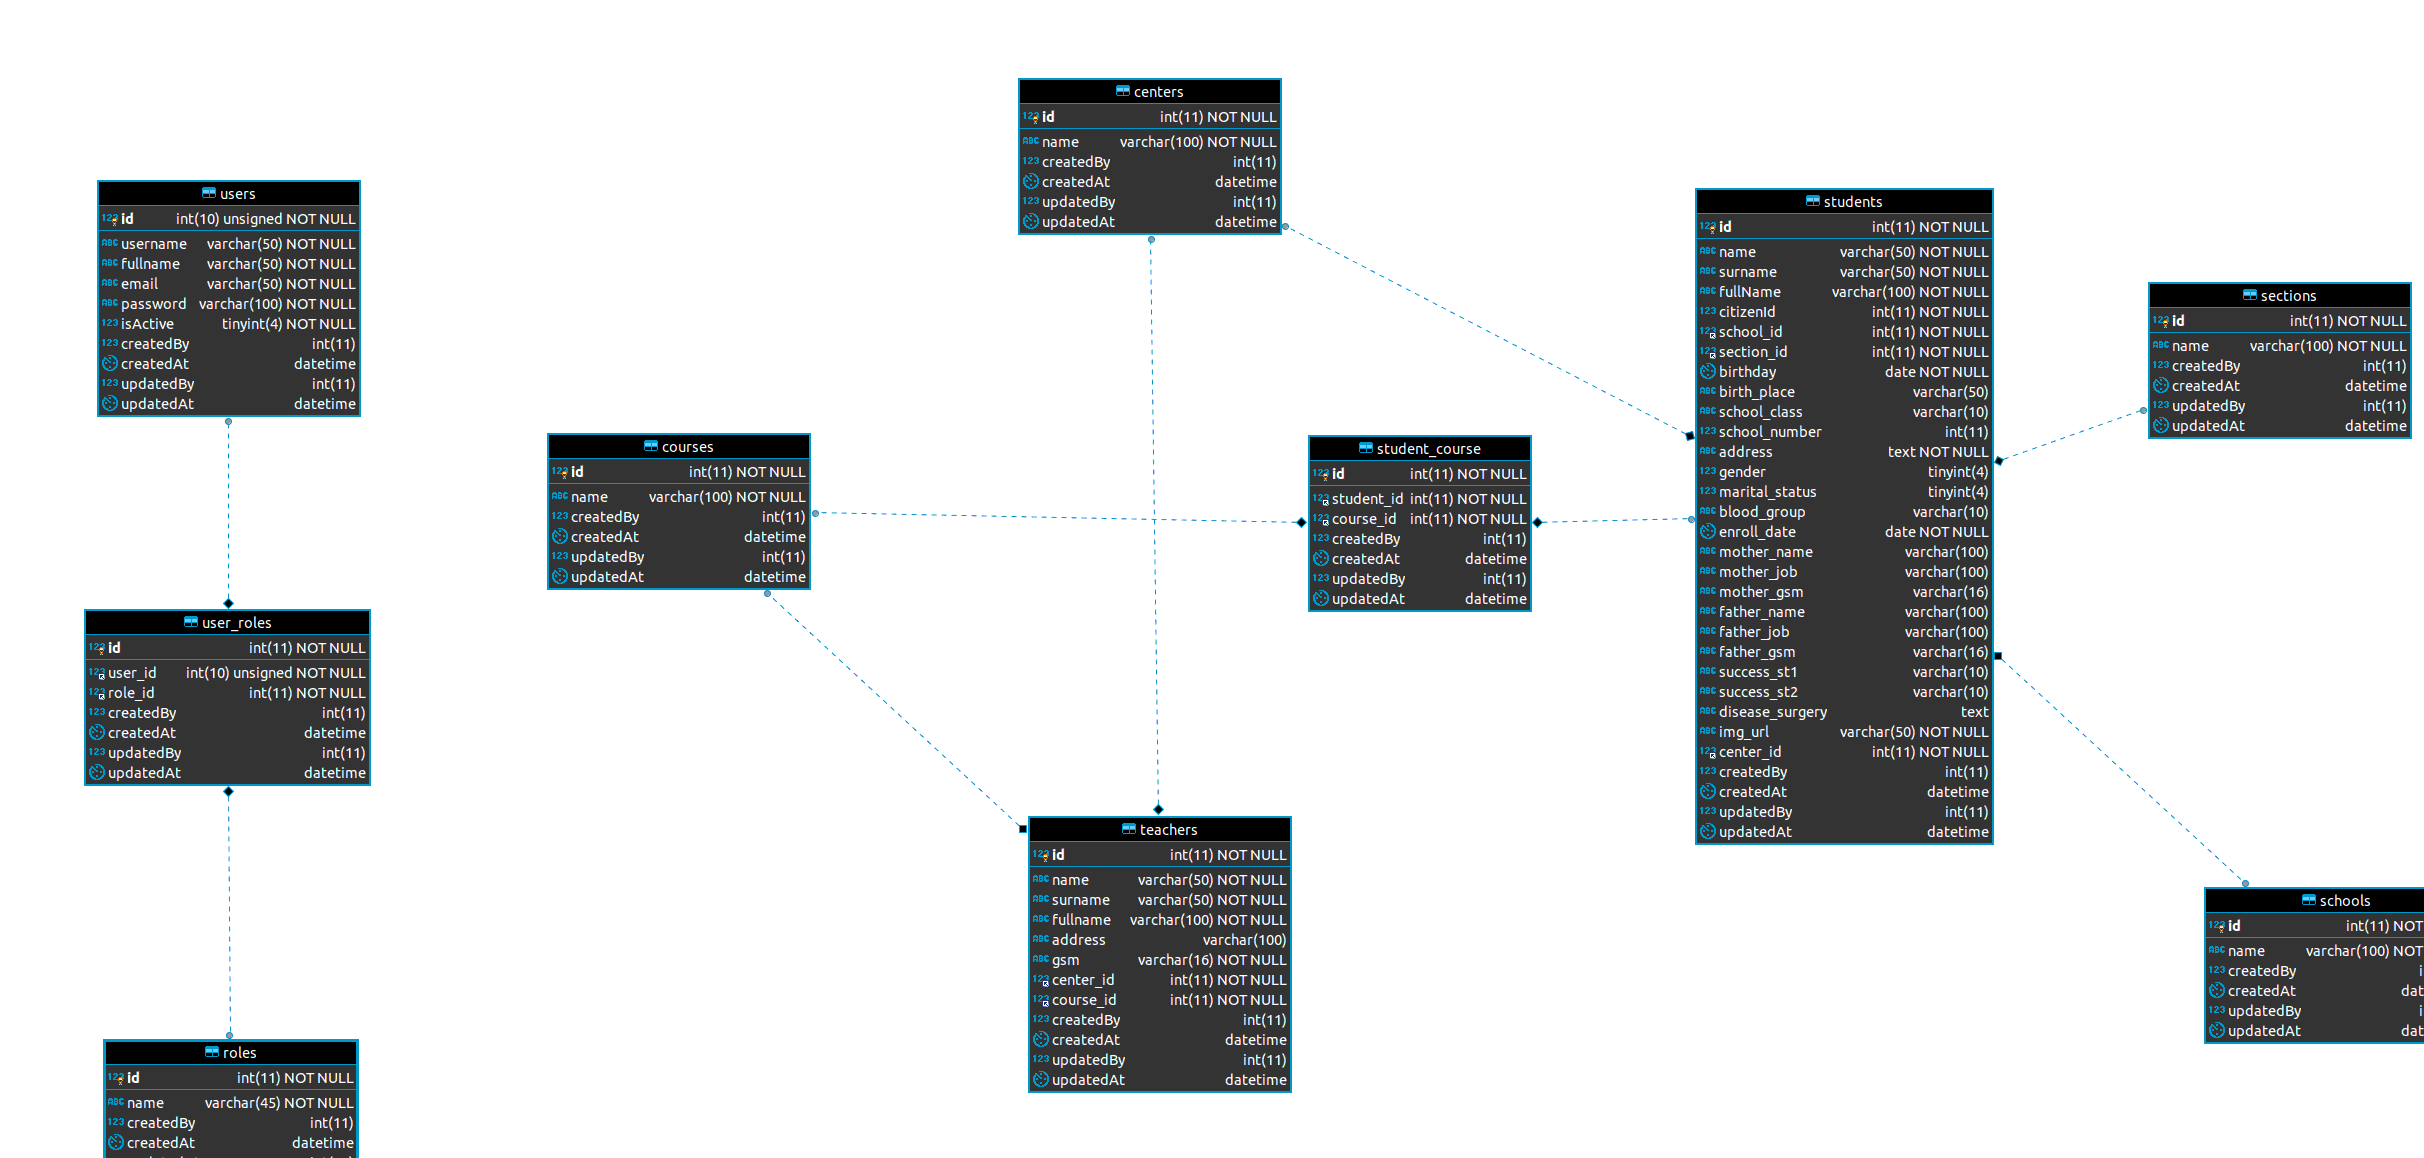 centers
id int(11) NOT NULL
name varchar(100) NOT NULL
createdBy int(11)
createdAt datetime
updatedBy int(11)
updatedAt datetime
users
id int(10) unsigned NOT NULL
username varchar(50) NOT NULL
fullname varchar(50) NOT NULL
email varchar(50) NOT NULL
password varchar(100) NOT NULL
isActive tinyint(4) NOT NULL
createdBy int(11)
createdAt datetime
updatedBy int(11)
updatedAt datetime
students
id int(11) NOT NULL
name varchar(50) NOT NULL
surname varchar(50) NOT NULL
fullName varchar(100) NOT NULL
citizenId int(11) NOT NULL
school_id int(11) NOT NULL
section_id int(11) NOT NULL
birthday date NOT NULL
birth_place varchar(50)
school_class varchar(10)
school_number int(11)
address text NOT NULL
gender tinyint(4)
marital_status tinyint(4)
blood_group varchar(10)
enroll_date date NOT NULL
mother_name varchar(100)
mother_job varchar(100)
mother_gsm varchar(16)
father_name varchar(100)
father_job varchar(100)
father_gsm varchar(16)
success_st1 varchar(10)
success_st2 varchar(10)
disease_surgery text
img_url varchar(50) NOT NULL
center_id int(11) NOT NULL
createdBy int(11)
createdAt datetime
updatedBy int(11)
updatedAt datetime
sections
id int(11) NOT NULL
name varchar(100) NOT NULL
createdBy int(11)
createdAt datetime
updatedBy int(11)
updatedAt datetime
courses
id int(11) NOT NULL
name varchar(100) NOT NULL
createdBy int(11)
createdAt datetime
updatedBy int(11)
updatedAt datetime
student_course
id int(11) NOT NULL
student_id int(11) NOT NULL
course_id int(11) NOT NULL
createdBy int(11)
createdAt datetime
updatedBy int(11)
updatedAt datetime
user_roles
id int(11) NOT NULL
user_id int(10) unsigned NOT NULL
role_id int(11) NOT NULL
createdBy int(11)
createdAt datetime
updatedBy int(11)
updatedAt datetime
teachers
id int(11) NOT NULL
name varchar(50) NOT NULL
surname varchar(50) NOT NULL
fullname varchar(100) NOT NULL
address varchar(100)
gsm varchar(16) NOT NULL
center_id int(11) NOT NULL
course_id int(11) NOT NULL
createdBy int(11)
createdAt datetime
updatedBy int(11)
updatedAt datetime
schools
id int(11) NOT
name varchar(100) NOT
createdBy
createdAt dat
updatedBy
updatedAt dat
roles
id int(11) NOT NULL
name varchar(45) NOT NULL
createdBy int(11)
createdAt datetime